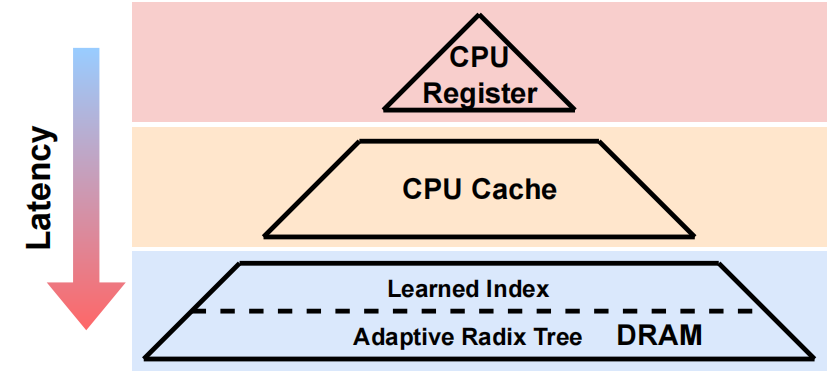 Latency
CPU
Register
CPU Cache
Learned Index
Adaptive Radix Tree DRAM